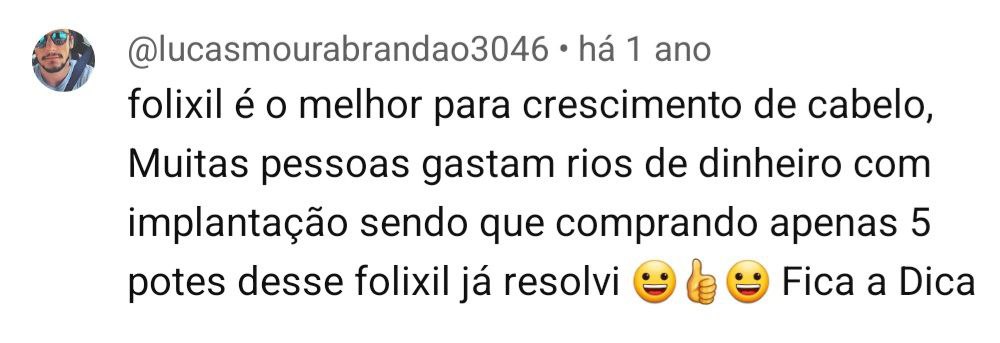 @lucasmourabrandao3046 • há 1 ano
folixil é o melhor para crescimento de cabelo,
Muitas pessoas gastam rios de dinheiro com
implantação sendo que comprando apenas 5
potes desse folixil já resolvi 😀👍😀 Fica a Dica